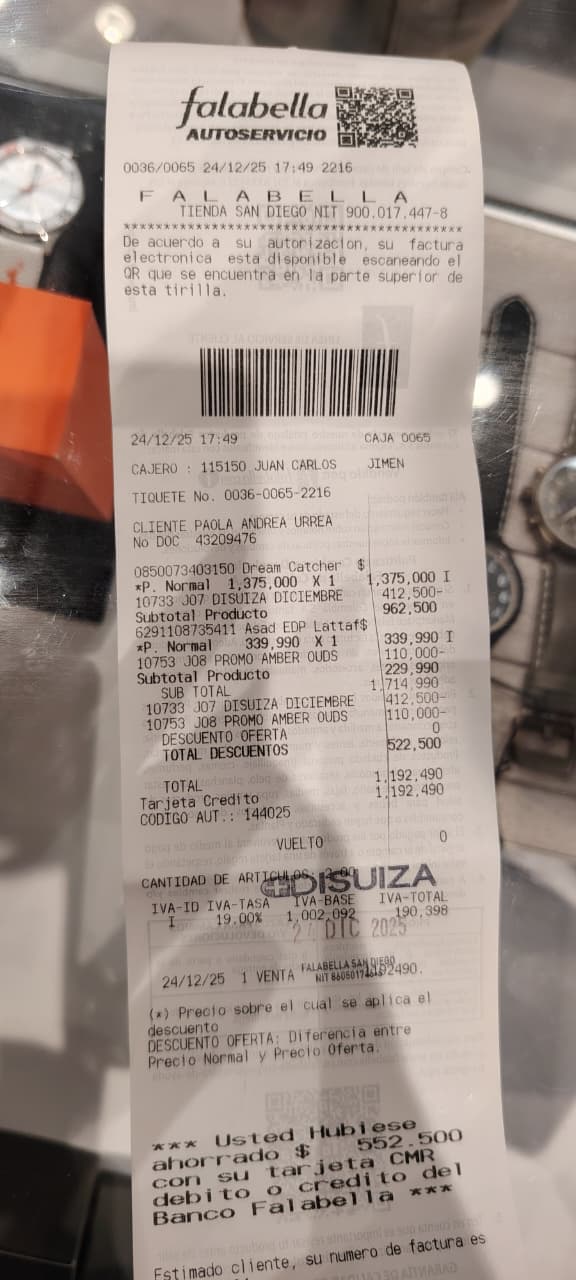 falabella
AUTOSERVICIO
0036/0065 24/12/25 17:49 2216
F A L A B E L L A
TIENDA SAN DIEGO NIT 900.017.447-8
******************************************
De acuerdo a su autorizacion, su factura
electronica esta disponible escaneando el
QR que se encuentra en la parte superior de
esta tirilla.
24/12/25 17:49 CAJA 0065
CAJERO : 115150 JUAN CARLOS JIMEN
TIQUETE No. 0036-0065-2216
CLIENTE PAOLA ANDREA URREA
No DOC 43209476
0850073403150 Dream Catcher $
*P. Normal 1,375,000 X 1 1,375,000 I
10733 J07 DISUIZA DICIEMBRE 412,500-
Subtotal Producto 962,500
6291108735411 Asad EDP Lattaf$
*P. Normal 339,990 X 1 339,990 I
10753 J08 PROMO AMBER OUDS 110,000-
Subtotal Producto 229,990
SUB TOTAL 1,714,990
10733 J07 DISUIZA DICIEMBRE 412,500-
10753 J08 PROMO AMBER OUDS 110,000-
DESCUENTO OFERTA 0
TOTAL DESCUENTOS 522,500
TOTAL 1,192,490
Tarjeta Credito 1,192,490
CODIGO AUT.: 144025
VUELTO 0
CANTIDAD DE ARTICULOS:
DISUIZA
IVA-ID IVA-TASA IVA-BASE IVA-TOTAL
I 19.00% 1,002,092 190,398
24 DIC 2025
FALABELLA SAN DIEGO
24/12/25 1 VENTA 1192490.
(*) Precio sobre el cual se aplica el
descuento
DESCUENTO OFERTA: Diferencia entre
Precio Normal y Precio Oferta.
*** Usted Hubiese
ahorrado $ 552.500
con su tarjeta CMR
debito o credito del
Banco Falabella ***
Estimado cliente, su numero de factura es